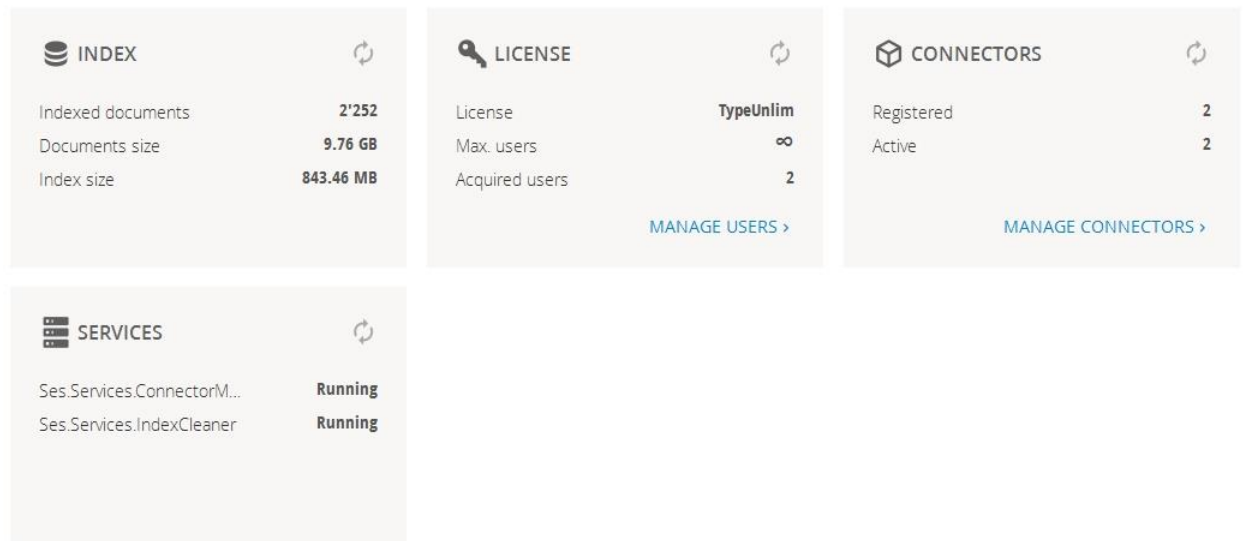 INDEX
Indexed documents 2'252
Documents size 9.76 GB
Index size 843.46 MB
LICENSE
License TypeUnlim
Max. users ∞
Acquired users 2
MANAGE USERS ›
CONNECTORS
Registered 2
Active 2
MANAGE CONNECTORS ›
SERVICES
Ses.Services.ConnectorM... Running
Ses.Services.IndexCleaner Running